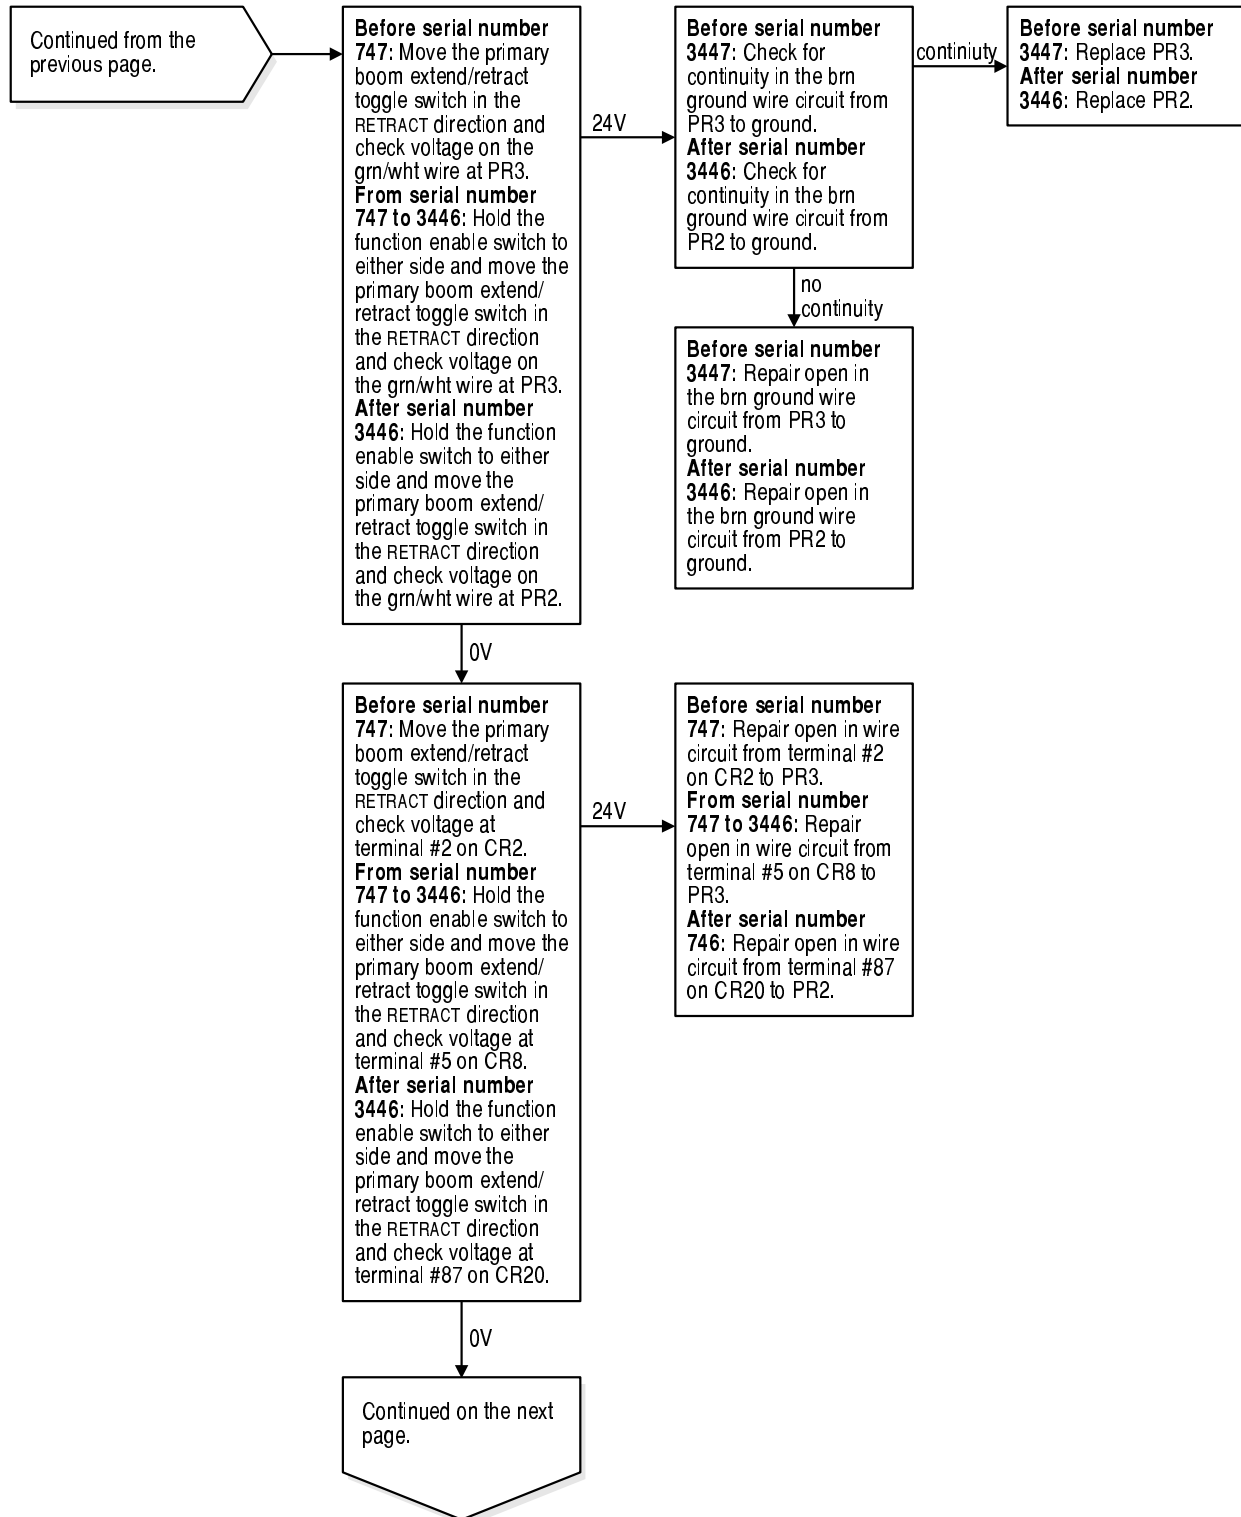 Continued from the
previous page.
Before serial number
747: Move the primary
boom extend/retract
toggle switch in the
RETRACT direction and
check voltage on the
grn/wht wire at PR3.
From serial number
747 to 3446: Hold the
function enable switch to
either side and move the
primary boom extend/
retract toggle switch in
the RETRACT direction
and check voltage on
the grn/wht wire at PR3.
After serial number
3446: Hold the function
enable switch to either
side and move the
primary boom extend/
retract toggle switch in
the RETRACT direction
and check voltage on
the grn/wht wire at PR2.
24V
Before serial number
3447: Check for
continuity in the brn
ground wire circuit from
PR3 to ground.
After serial number
3446: Check for
continuity in the brn
ground wire circuit from
PR2 to ground.
continiuty
Before serial number
3447: Replace PR3.
After serial number
3446: Replace PR2.
no
continuity
Before serial number
3447: Repair open in
the brn ground wire
circuit from PR3 to
ground.
After serial number
3446: Repair open in
the brn ground wire
circuit from PR2 to
ground.
0V
Before serial number
747: Move the primary
boom extend/retract
toggle switch in the
RETRACT direction and
check voltage at
terminal #2 on CR2.
From serial number
747 to 3446: Hold the
function enable switch to
either side and move the
primary boom extend/
retract toggle switch in
the RETRACT direction
and check voltage at
terminal #5 on CR8.
After serial number
3446: Hold the function
enable switch to either
side and move the
primary boom extend/
retract toggle switch in
the RETRACT direction
and check voltage at
terminal #87 on CR20.
24V
Before serial number
747: Repair open in wire
circuit from terminal #2
on CR2 to PR3.
From serial number
747 to 3446: Repair
open in wire circuit from
terminal #5 on CR8 to
PR3.
After serial number
746: Repair open in wire
circuit from terminal #87
on CR20 to PR2.
0V
Continued on the next
page.